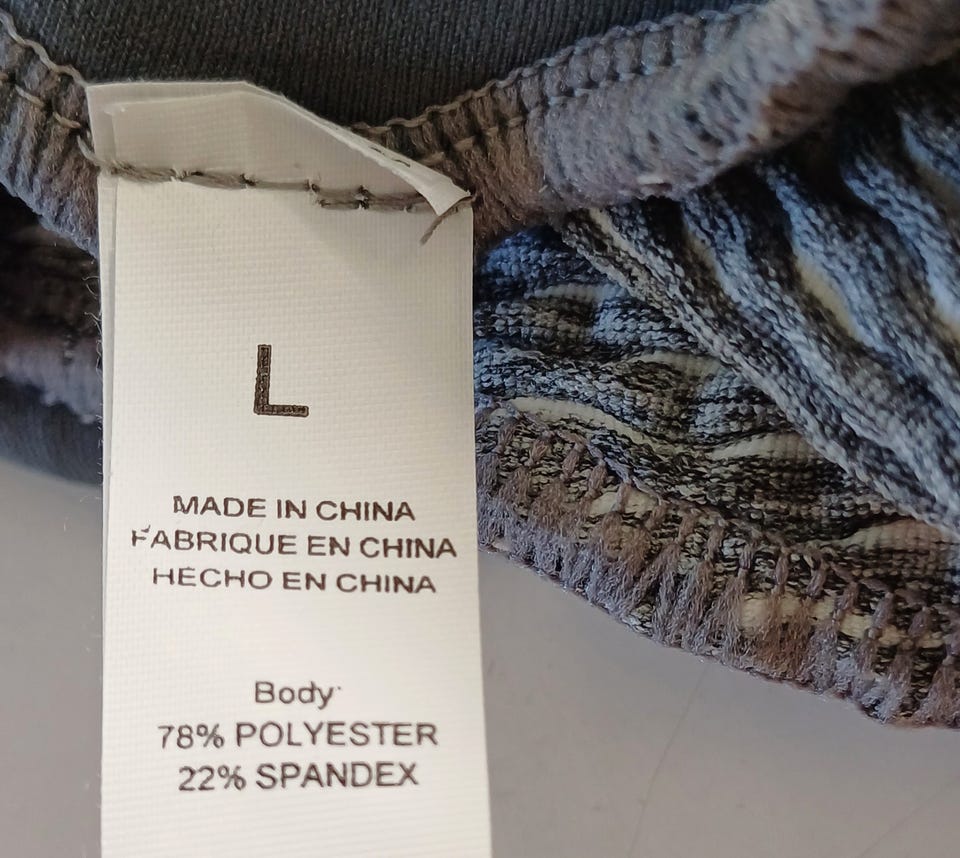 L
MADE IN CHINA
FABRIQUE EN CHINA
HECHO EN CHINA
Body:
78% POLYESTER
22% SPANDEX